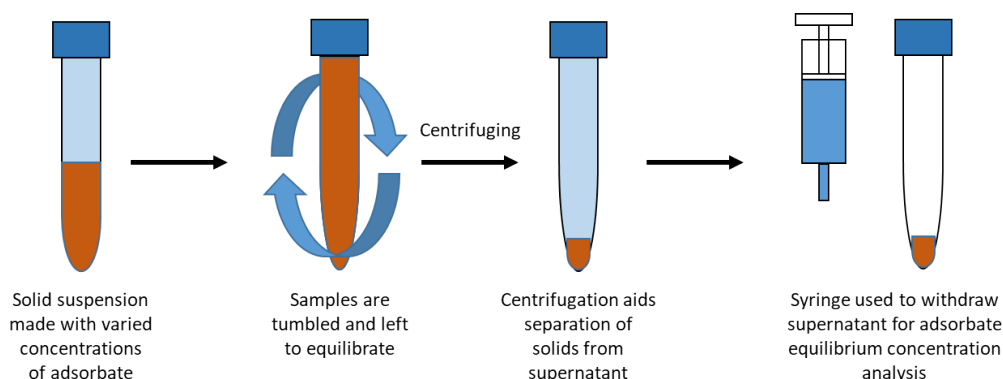 Centrifuging
Solid suspension
made with varied
concentrations
of adsorbate
Samples are
tumbled and left
to equilibrate
Centrifugation aids
separation of
solids from
supernatant
Syringe used to withdraw
supernatant for adsorbate
equilibrium concentration
analysis